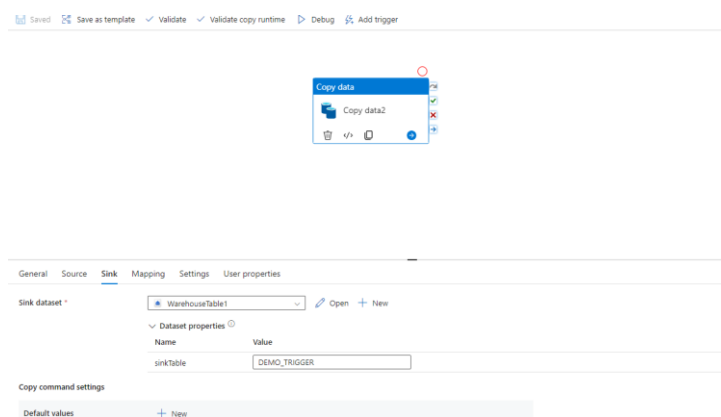 Saved Save as template Validate Validate copy runtime Debug Add trigger
Copy data
Copy data2
General Source Sink Mapping Settings User properties
Sink dataset * WarehouseTable1 Open New
Dataset properties
Name Value
sinkTable DEMO_TRIGGER
Copy command settings
Default values New